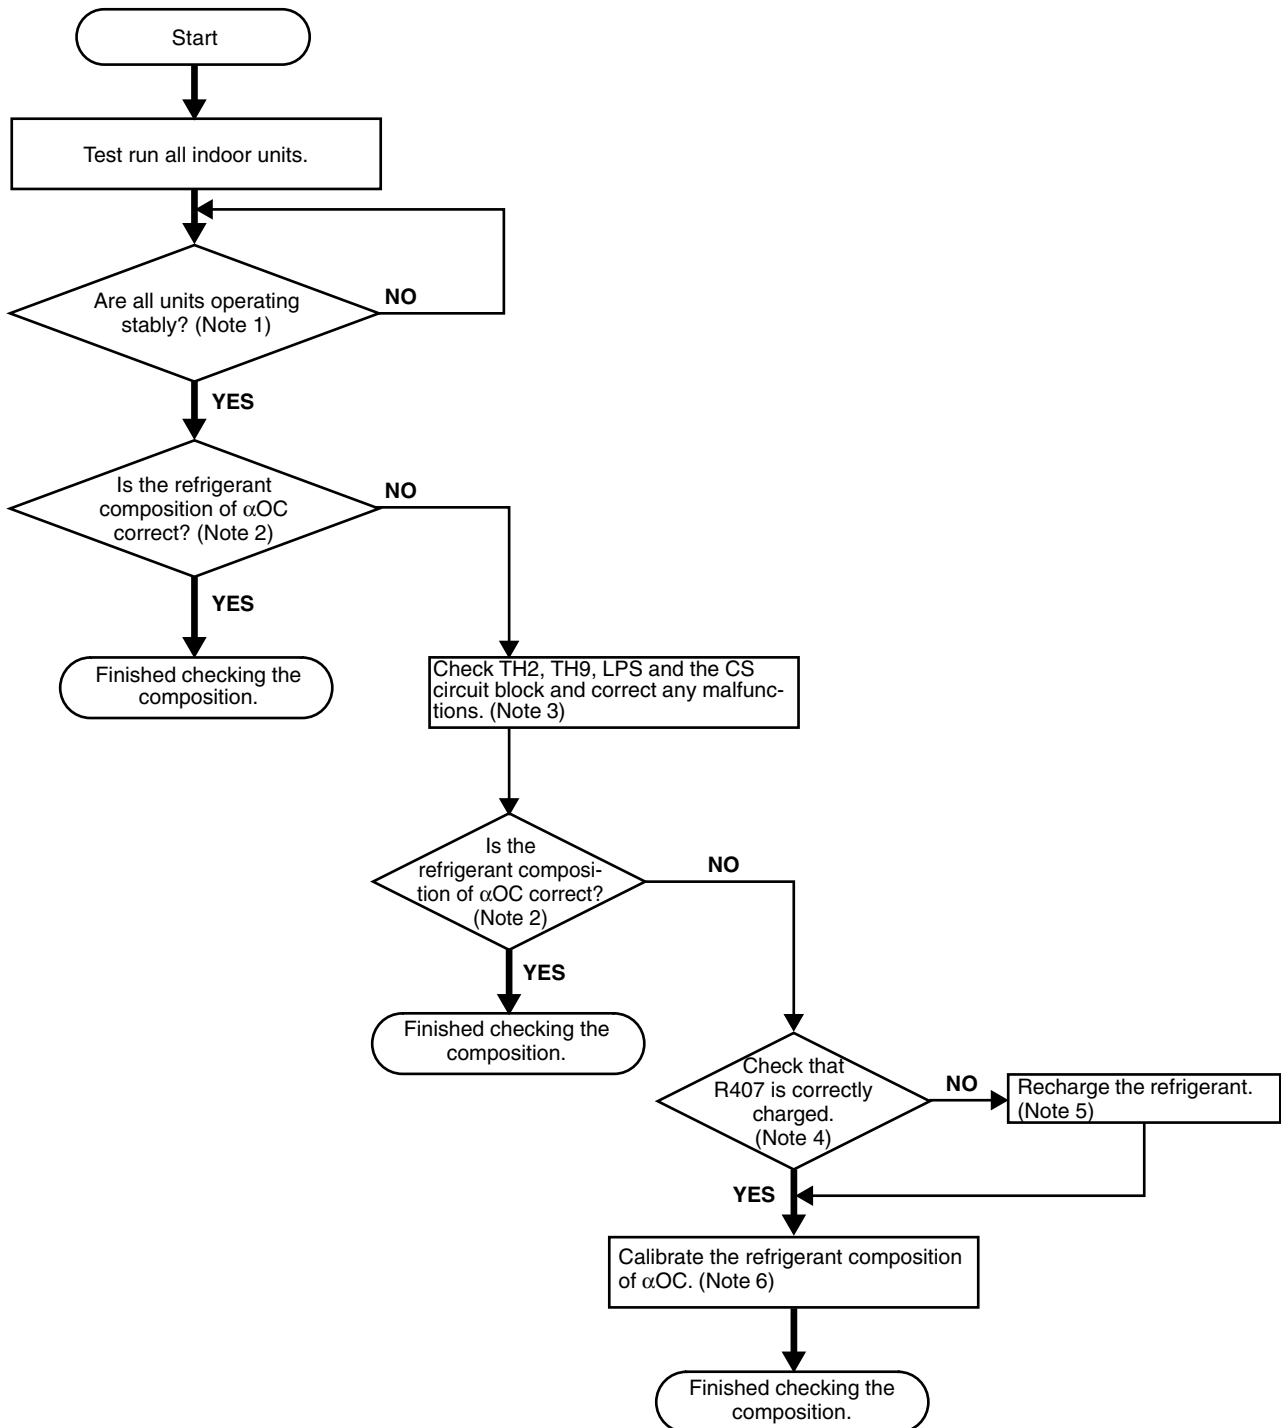 Start
Test run all indoor units.
Are all units operating
stably? (Note 1)
NO
YES
Is the refrigerant
composition of αOC
correct? (Note 2)
NO
YES
Finished checking the
composition.
Check TH2, TH9, LPS and the CS
circuit block and correct any malfunc-
tions. (Note 3)
Is the
refrigerant composi-
tion of αOC correct?
(Note 2)
NO
YES
Finished checking the
composition.
Check that
R407 is correctly
charged.
(Note 4)
NO
Recharge the refrigerant.
(Note 5)
YES
Calibrate the refrigerant composition
of αOC. (Note 6)
Finished checking the
composition.